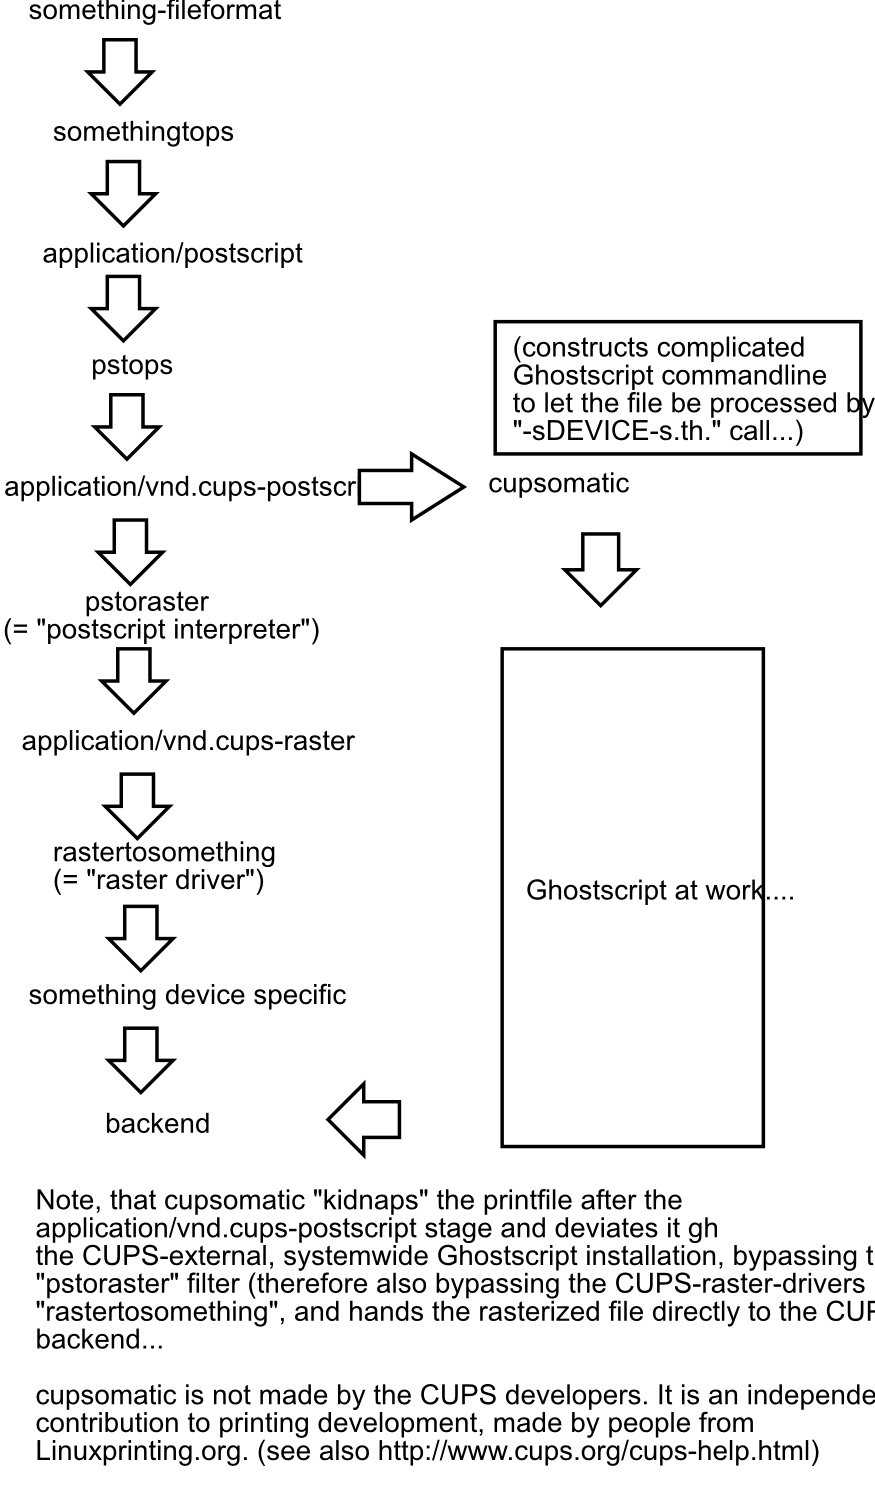 something-fileformat
somethingtops
application/postscript
pstops
(constructs complicated
Ghostscript commandline
to let the file be processed by
"-sDEVICE-s.th." call...)
application/vnd.cups-postscr
cupsomatic
pstoraster
(= "postscript interpreter")
application/vnd.cups-raster
rastertosomething
(= "raster driver")
Ghostscript at work....
something device specific
backend
Note, that cupsomatic "kidnaps" the printfile after the
application/vnd.cups-postscript stage and deviates it gh
the CUPS-external, systemwide Ghostscript installation, bypassing t
"pstoraster" filter (therefore also bypassing the CUPS-raster-drivers
"rastertosomething", and hands the rasterized file directly to the CUP
backend...
cupsomatic is not made by the CUPS developers. It is an independe
contribution to printing development, made by people from
Linuxprinting.org. (see also http://www.cups.org/cups-help.html)